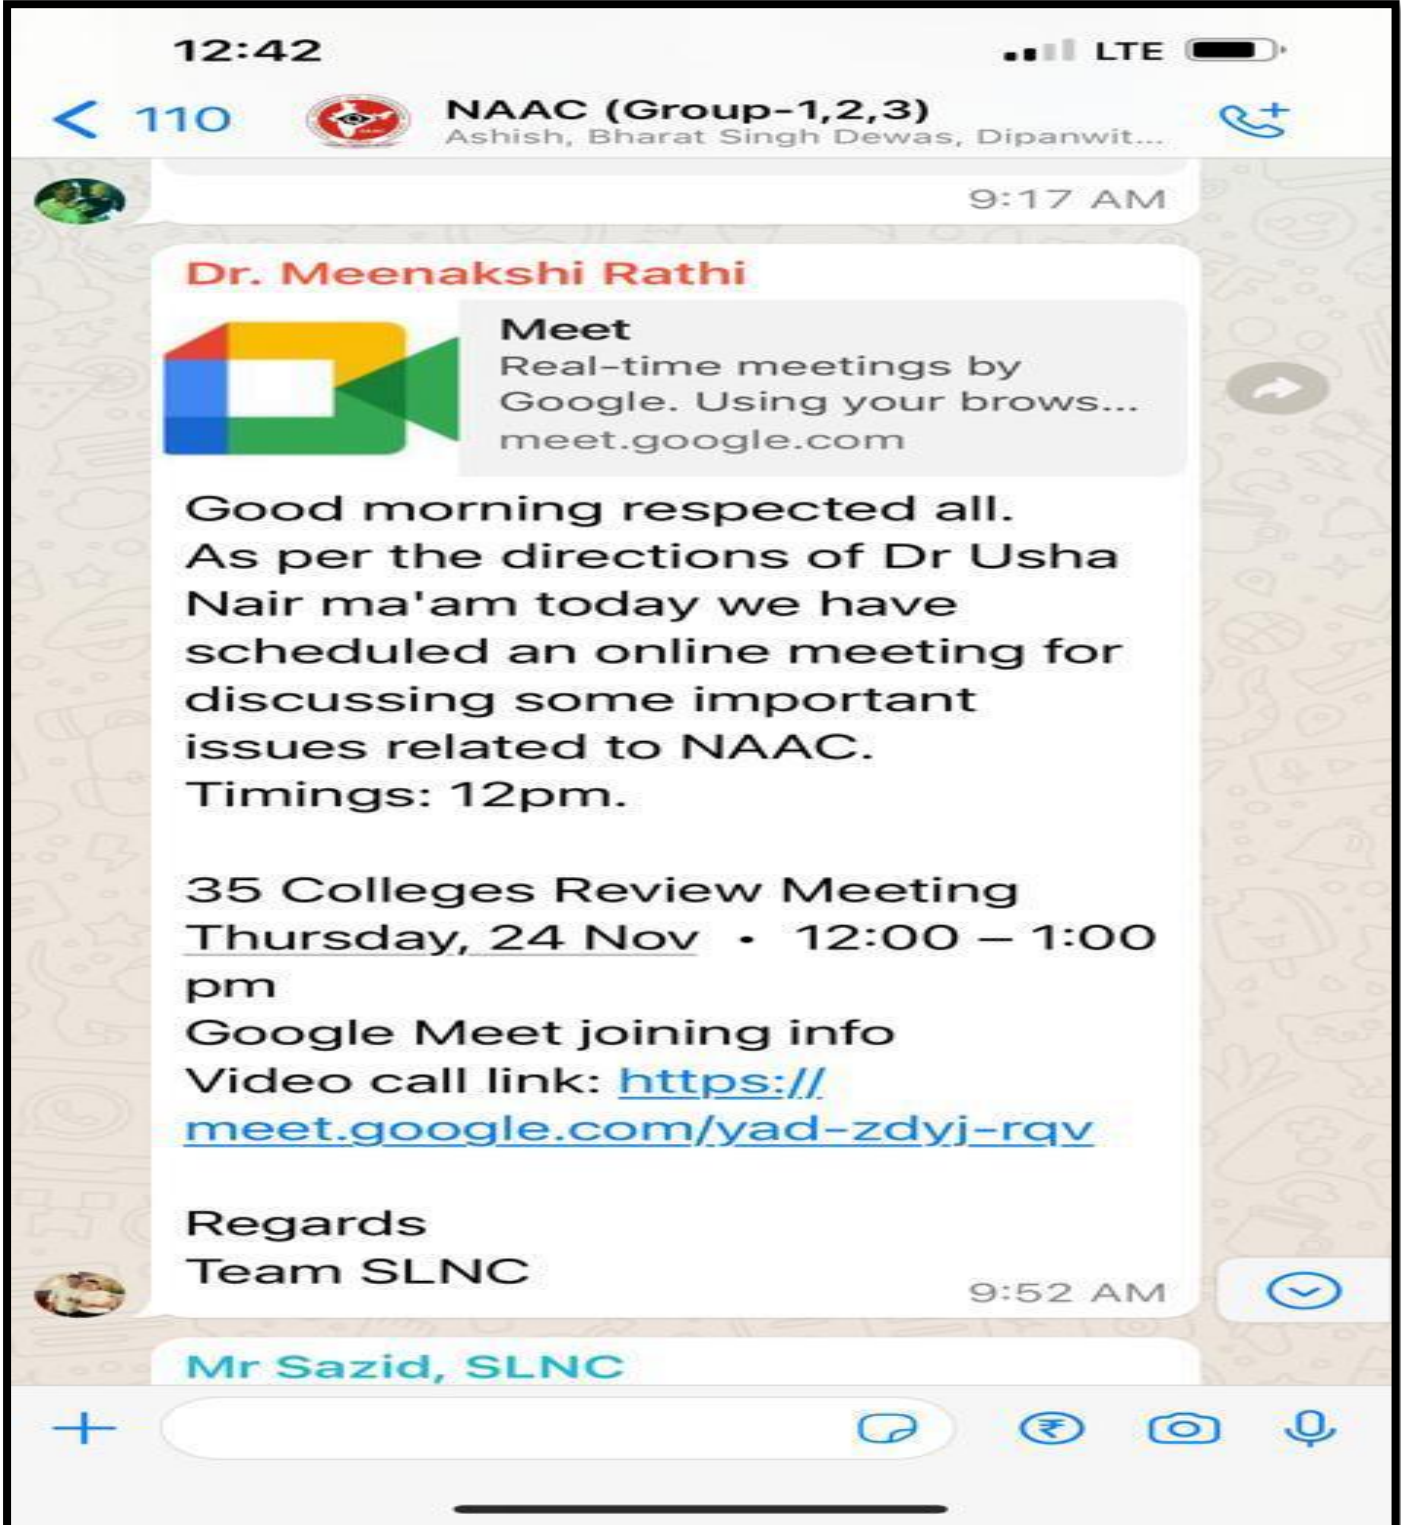 12:42
LTE
110
NAAC (Group-1,2,3)
Ashish, Bharat Singh Dewas, Dipanwit...
9:17 AM
Dr. Meenakshi Rathi
Meet
Real-time meetings by
Google. Using your brows...
meet.google.com
Good morning respected all.
As per the directions of Dr Usha
Nair ma'am today we have
scheduled an online meeting for
discussing some important
issues related to NAAC.
Timings: 12pm.
35 Colleges Review Meeting
Thursday, 24 Nov · 12:00 – 1:00
pm
Google Meet joining info
Video call link: https://
meet.google.com/yad-zdyj-rqv
Regards
Team SLNC
9:52 AM
Mr Sazid, SLNC
₹